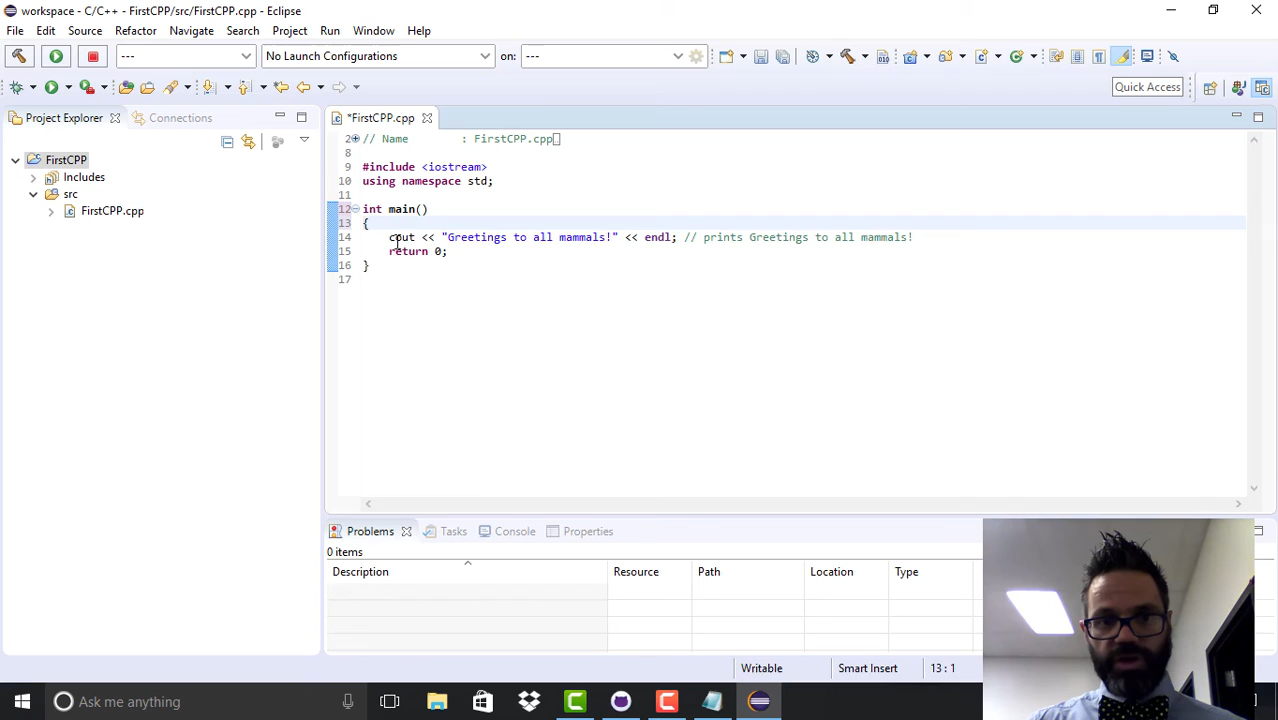 workspace - C/C++ - FirstCPP/src/FirstCPP.cpp - Eclipse
File Edit Source Refactor Navigate Search Project Run Window Help
--- No Launch Configurations on: ---
Quick Access
Project Explorer Connections *FirstCPP.cpp
FirstCPP
Includes
src
FirstCPP.cpp
2 // Name : FirstCPP.cpp
8
9 #include <iostream>
10 using namespace std;
11
12 int main()
13 {
14 cout << "Greetings to all mammals!" << endl; // prints Greetings to all mammals!
15 return 0;
16 }
17
Problems Tasks Console Properties
0 items
Description Resource Path Location Type
Writable Smart Insert 13 : 1
Ask me anything